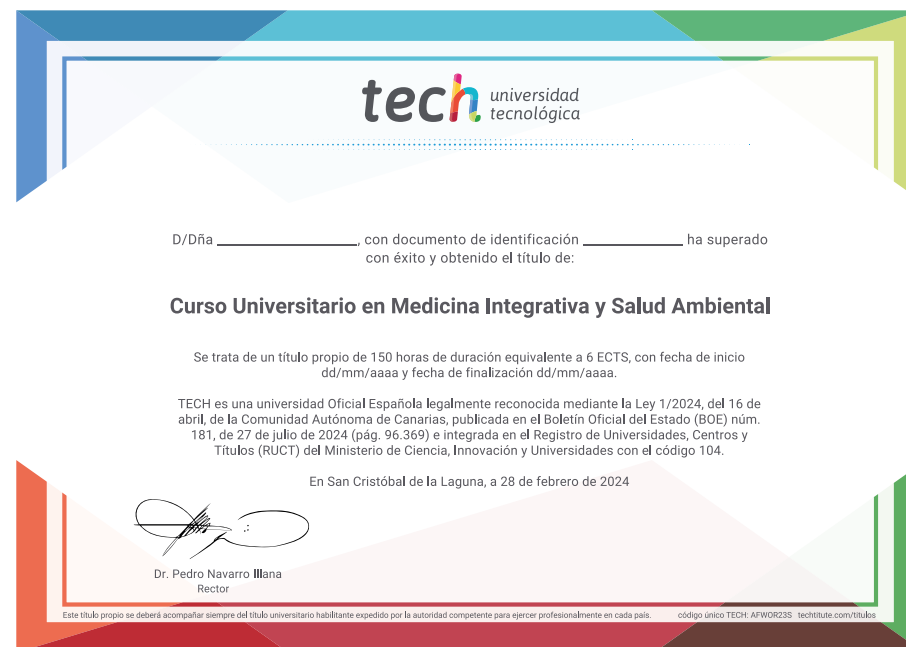 tech universidad
tecnológica
D/Dña ____________________, con documento de identificación ______________ ha superado
con éxito y obtenido el título de:
Curso Universitario en Medicina Integrativa y Salud Ambiental
Se trata de un título propio de 150 horas de duración equivalente a 6 ECTS, con fecha de inicio
dd/mm/aaaa y fecha de finalización dd/mm/aaaa.
TECH es una universidad Oficial Española legalmente reconocida mediante la Ley 1/2024, del 16 de
abril, de la Comunidad Autónoma de Canarias, publicada en el Boletín Oficial del Estado (BOE) núm.
181, de 27 de julio de 2024 (pág. 96.369) e integrada en el Registro de Universidades, Centros y
Títulos (RUCT) del Ministerio de Ciencia, Innovación y Universidades con el código 104.
En San Cristóbal de la Laguna, a 28 de febrero de 2024
Dr. Pedro Navarro Illana
Rector
Este título propio se deberá acompañar siempre del título universitario habilitante expedido por la autoridad competente para ejercer profesionalmente en cada país. código único TECH: AFWOR23S techtitute.com/titulos